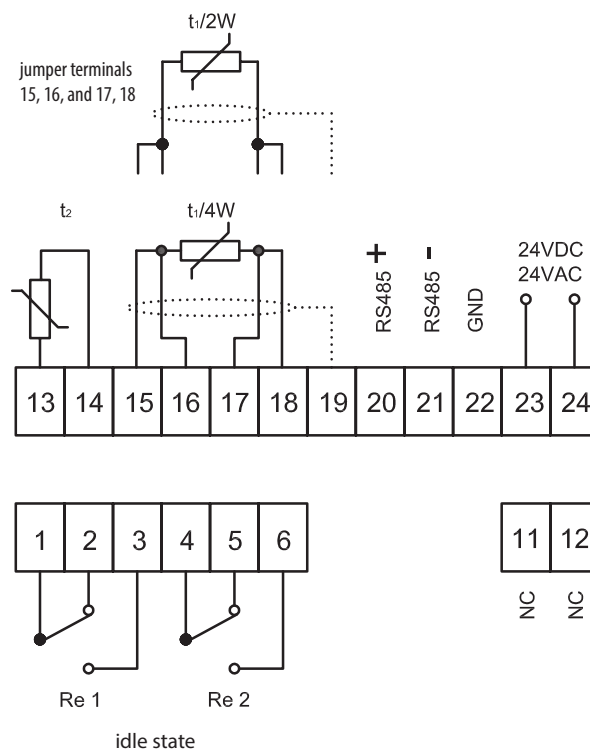 t₁/2W
jumper terminals
15, 16, and 17, 18
t₂
t₁/4W
+
RS485
-
RS485
GND
24VDC
24VAC
13 14 15 16 17 18 19 20 21 22 23 24
1 2 3 4 5 6
11 12
NC
NC
Re 1
Re 2
idle state